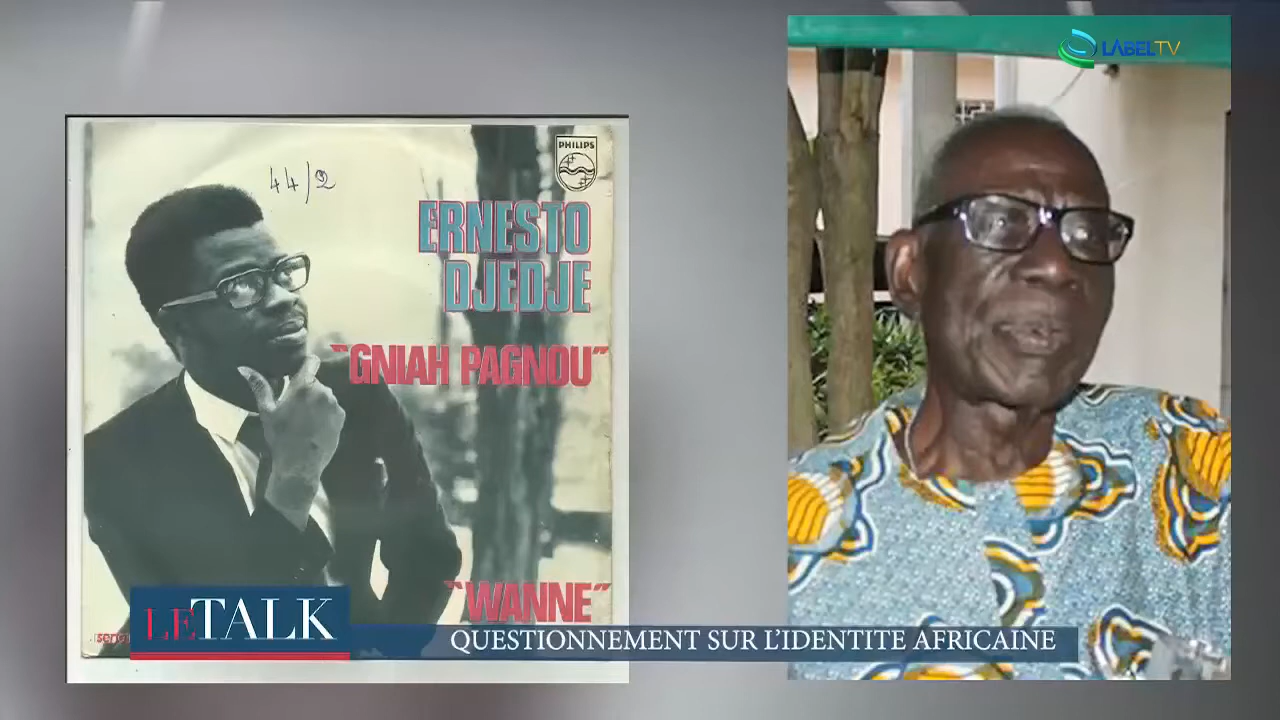 LABEL TV
PHILIPS
44/2
ERNESTO
DJEDJE
"GNIAH PAGNOU"
"WANNE"
LE TALK
QUESTIONNEMENT SUR L'IDENTITE AFRICAINE